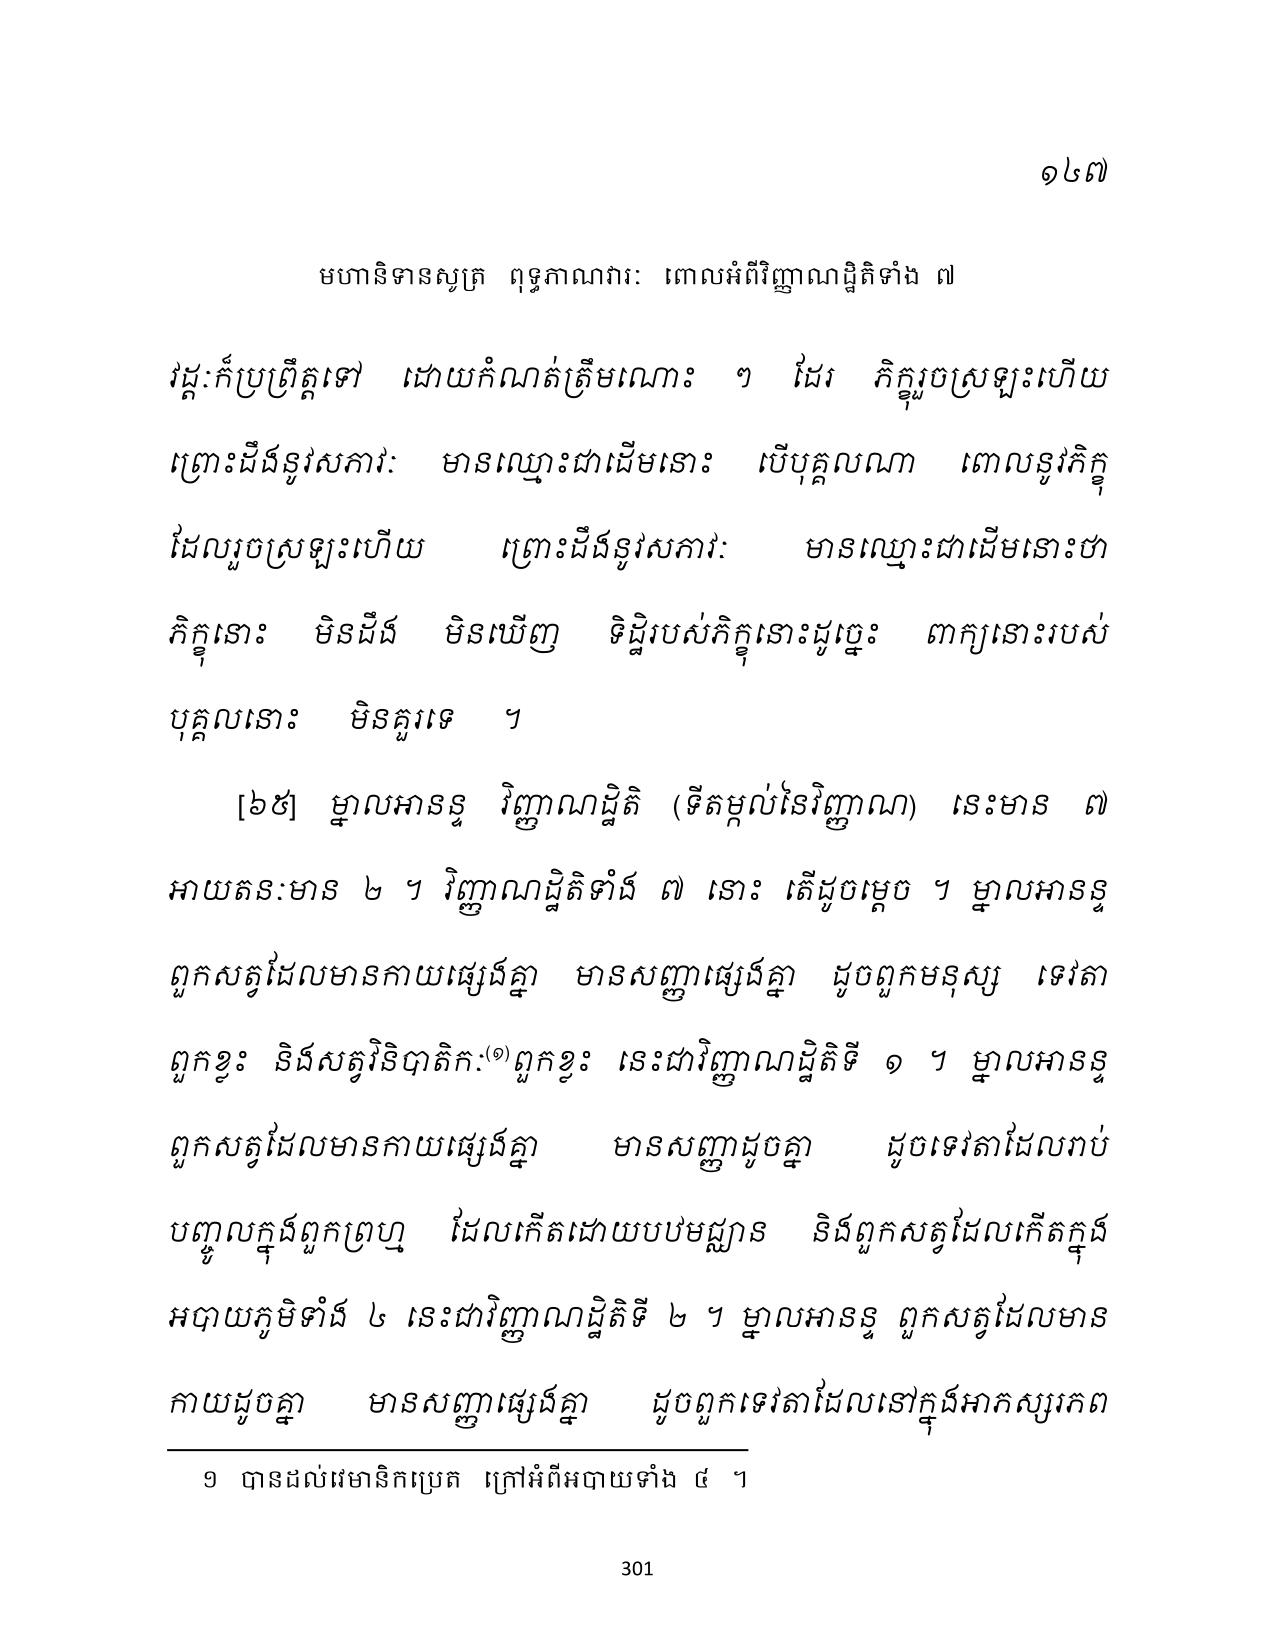 ១៤៧
មហានិទានសូត្រ ពុទ្ធភាណវារៈ ពោលអំពីវិញ្ញាណដ្ឋិតិទាំង ៧
វដ្តៈក៏ប្រព្រឹត្តទៅ ដោយកំណត់ត្រឹមណោះ ៗ ដែរ ភិក្ខុរួចស្រឡះហើយ
ព្រោះដឹងនូវសភាវៈ មានឈ្មោះជាដើមនោះ បើបុគ្គលណា ពោលនូវភិក្ខុ
ដែលរួចស្រឡះហើយ ព្រោះដឹងនូវសភាវៈ មានឈ្មោះជាដើមនោះថា
ភិក្ខុនោះ មិនដឹង មិនឃើញ ទិដ្ឋិរបស់ភិក្ខុនោះដូច្នេះ ពាក្យនោះរបស់
បុគ្គលនោះ មិនគួរទេ ។
[៦៥] ម្នាលអានន្ទ វិញ្ញាណដ្ឋិតិ (ទីតម្កល់នៃវិញ្ញាណ) នេះមាន ៧
អាយតនៈមាន ២ ។ វិញ្ញាណដ្ឋិតិទាំង ៧ នោះ តើដូចម្តេច ។ ម្នាលអានន្ទ
ពួកសត្វដែលមានកាយផ្សេងគ្នា មានសញ្ញាផ្សេងគ្នា ដូចពួកមនុស្ស ទេវតា
ពួកខ្លះ និងសត្វវិនិបាតិកៈ(១)ពួកខ្លះ នេះជាវិញ្ញាណដ្ឋិតិទី ១ ។ ម្នាលអានន្ទ
ពួកសត្វដែលមានកាយផ្សេងគ្នា មានសញ្ញាដូចគ្នា ដូចទេវតាដែលរាប់
បញ្ចូលក្នុងពួកព្រហ្ម ដែលកើតដោយបឋមជ្ឈាន និងពួកសត្វដែលកើតក្នុង
អបាយភូមិទាំង ៤ នេះជាវិញ្ញាណដ្ឋិតិទី ២ ។ ម្នាលអានន្ទ ពួកសត្វដែលមាន
កាយដូចគ្នា មានសញ្ញាផ្សេងគ្នា ដូចពួកទេវតាដែលនៅក្នុងអាភស្សរភព
១ បានដល់វេមានិកប្រេត ក្រៅអំពីអបាយទាំង ៤ ។
301